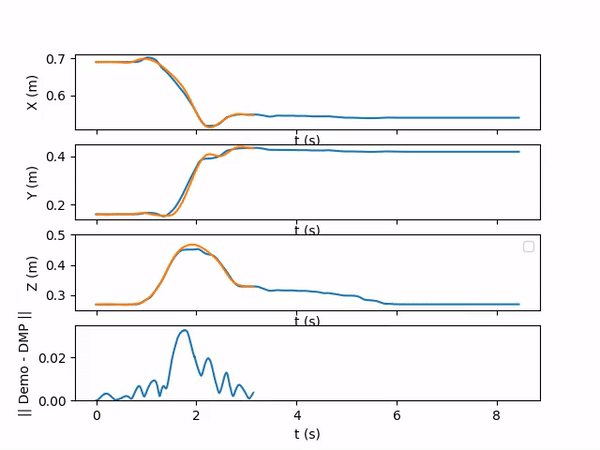 0.7
0.6
X (m)
t (s)
0.4
0.2
Y (m)
t (s)
0.5
0.4
0.3
Z (m)
t (s)
0.02
0.00
|| Demo - DMP ||
0 2 4 6 8
t (s)